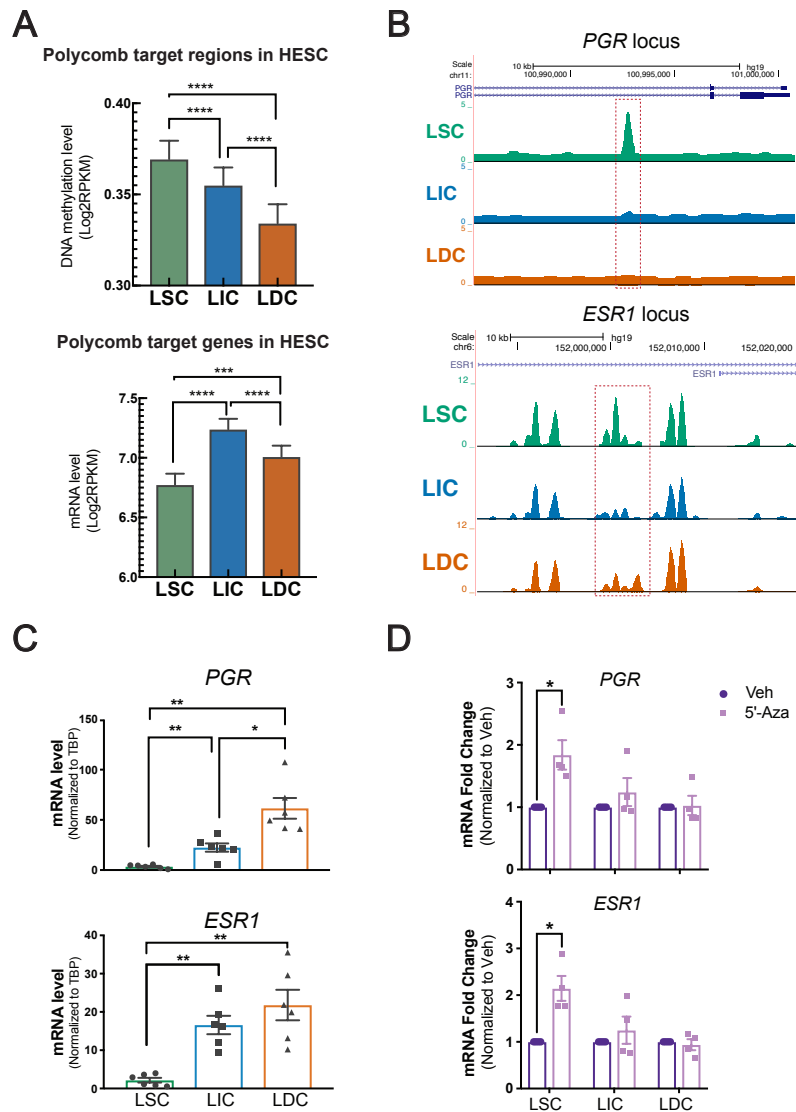 A
Polycomb target regions in HESC
DNA methylation level
(Log2RPKM)
0.40
0.35
0.30
****
****
****
LSC LIC LDC
Polycomb target genes in HESC
mRNA level
(Log2RPKM)
7.5
7.0
6.5
6.0
***
****
****
LSC LIC LDC
B
PGR locus
Scale
10 kb
hg19
chr11:
100,990,000
100,995,000
101,000,000
PGR
PGR
5
LSC
0
5
LIC
0
5
LDC
0
ESR1 locus
Scale
10 kb
hg19
chr6:
152,000,000
152,010,000
152,020,000
ESR1
ESR1
12
LSC
0
LIC
0
12
LDC
0
C
PGR
mRNA level
(Normalized to TBP)
150
100
50
0
**
**
*
ESR1
mRNA level
(Normalized to TBP)
40
30
20
10
0
**
**
LSC LIC LDC
D
PGR
mRNA Fold Change
(Normalized to Veh)
3
2
1
0
*
Veh
5'-Aza
ESR1
mRNA Fold Change
(Normalized to Veh)
4
3
2
1
0
*
LSC LIC LDC